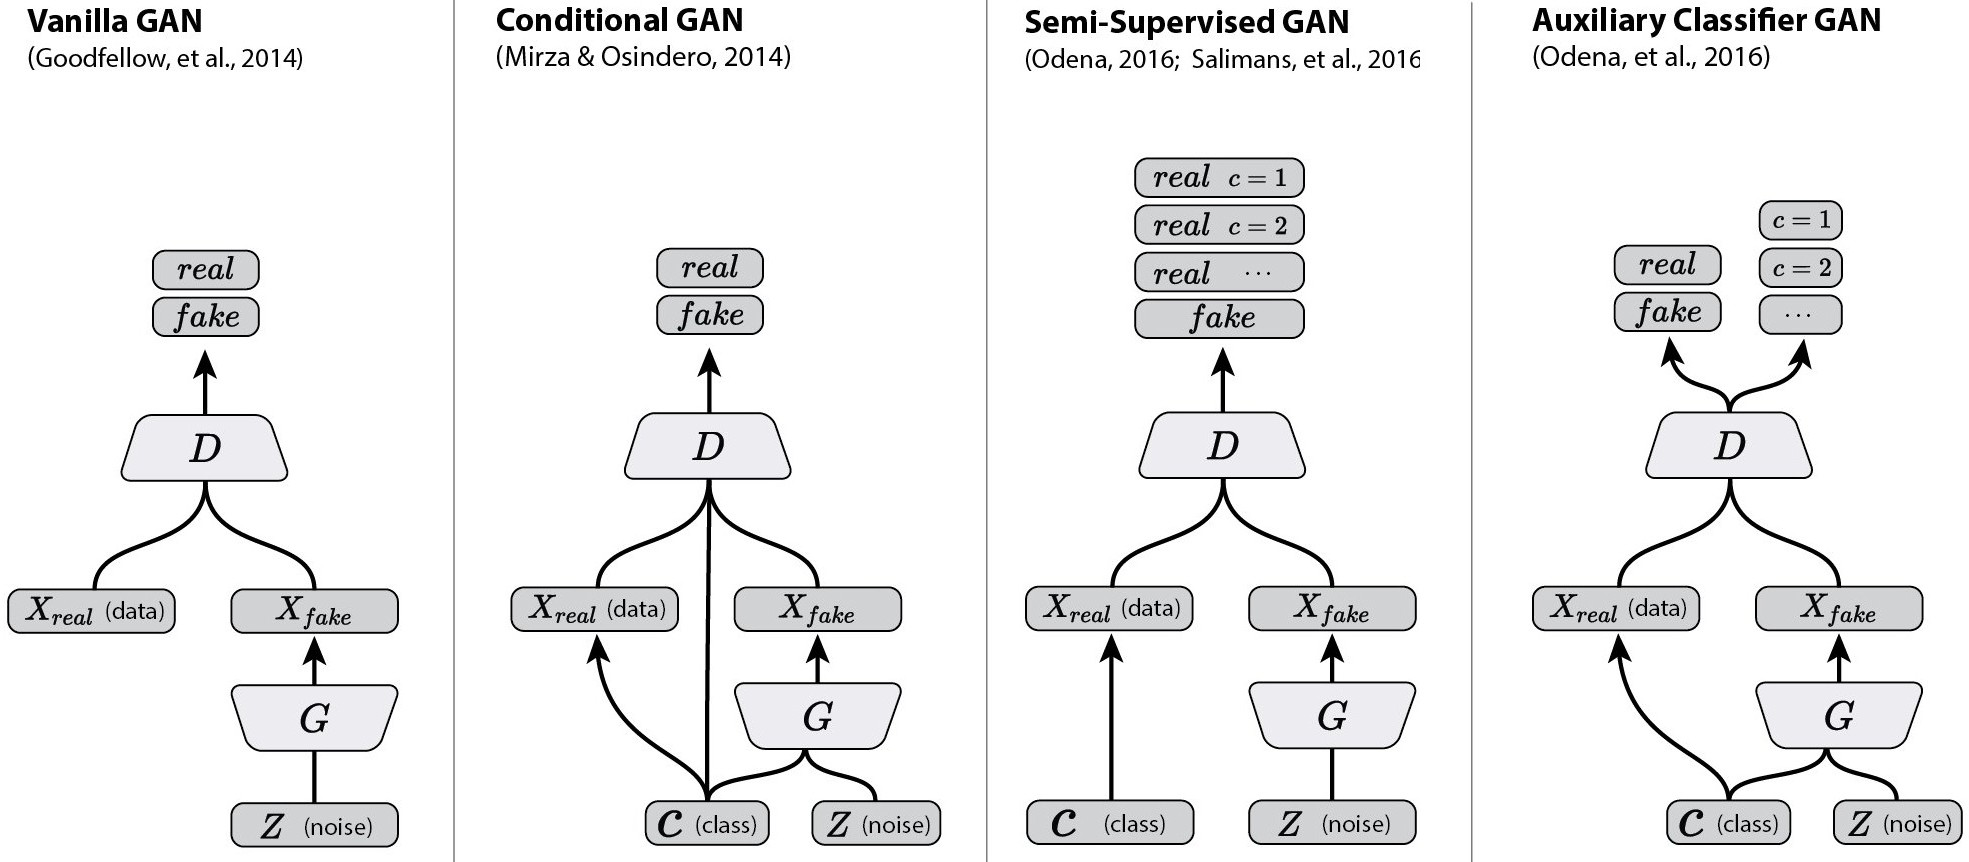 Vanilla GAN
(Goodfellow, et al., 2014)
real
fake
D
X_real (data)
X_fake
G
Z (noise)
Conditional GAN
(Mirza & Osindero, 2014)
real
fake
D
X_real (data)
X_fake
G
C (class)
Z (noise)
Semi-Supervised GAN
(Odena, 2016; Salimans, et al., 2016
real c = 1
real c = 2
real ...
fake
D
X_real (data)
X_fake
G
C (class)
Z (noise)
Auxiliary Classifier GAN
(Odena, et al., 2016)
real
fake
c = 1
c = 2
...
D
X_real (data)
X_fake
G
C (class)
Z (noise)